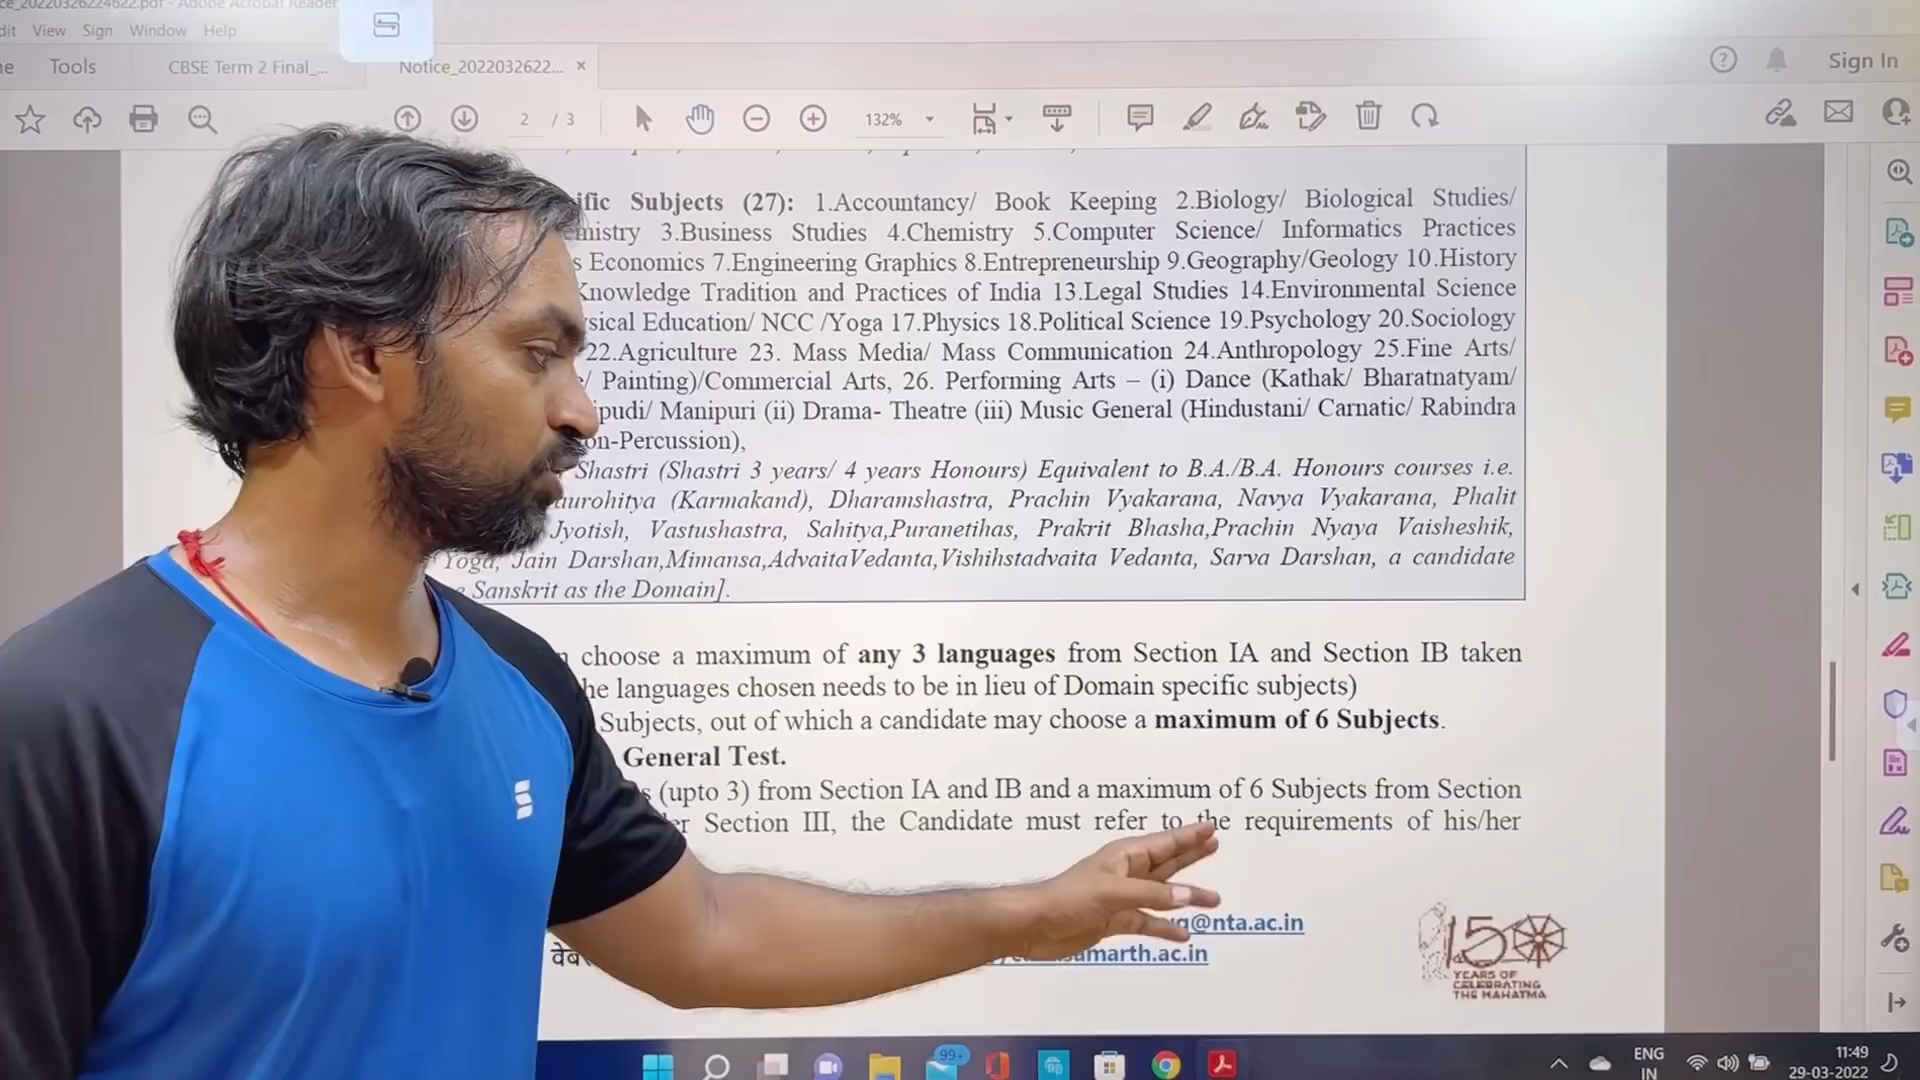 ce_20220326224622.pdf - Adobe Acrobat Reader
dit View Sign Window Help
ne Tools CBSE Term 2 Final_... Notice_2022032622... × Sign In
2 / 3 132%
ific Subjects (27): 1.Accountancy/ Book Keeping 2.Biology/ Biological Studies/
mistry 3.Business Studies 4.Chemistry 5.Computer Science/ Informatics Practices
s Economics 7.Engineering Graphics 8.Entrepreneurship 9.Geography/Geology 10.History
Knowledge Tradition and Practices of India 13.Legal Studies 14.Environmental Science
sical Education/ NCC /Yoga 17.Physics 18.Political Science 19.Psychology 20.Sociology
22.Agriculture 23. Mass Media/ Mass Communication 24.Anthropology 25.Fine Arts/
/ Painting)/Commercial Arts, 26. Performing Arts – (i) Dance (Kathak/ Bharatnatyam/
ipudi/ Manipuri (ii) Drama- Theatre (iii) Music General (Hindustani/ Carnatic/ Rabindra
on-Percussion),
Shastri (Shastri 3 years/ 4 years Honours) Equivalent to B.A./B.A. Honours courses i.e.
aurohitya (Karmakand), Dharamshastra, Prachin Vyakarana, Navya Vyakarana, Phalit
Jyotish, Vastushastra, Sahitya,Puranetihas, Prakrit Bhasha,Prachin Nyaya Vaisheshik,
Yoga, Jain Darshan,Mimansa,AdvaitaVedanta,Vishihstadvaita Vedanta, Sarva Darshan, a candidate
e Sanskrit as the Domain].
n choose a maximum of any 3 languages from Section IA and Section IB taken
he languages chosen needs to be in lieu of Domain specific subjects)
Subjects, out of which a candidate may choose a maximum of 6 Subjects.
General Test.
s (upto 3) from Section IA and IB and a maximum of 6 Subjects from Section
er Section III, the Candidate must refer to the requirements of his/her
g@nta.ac.in
वेब amarth.ac.in
150
YEARS OF
CELEBRATING
THE MAHATMA
S
99+
ENG
IN
11:49
29-03-2022